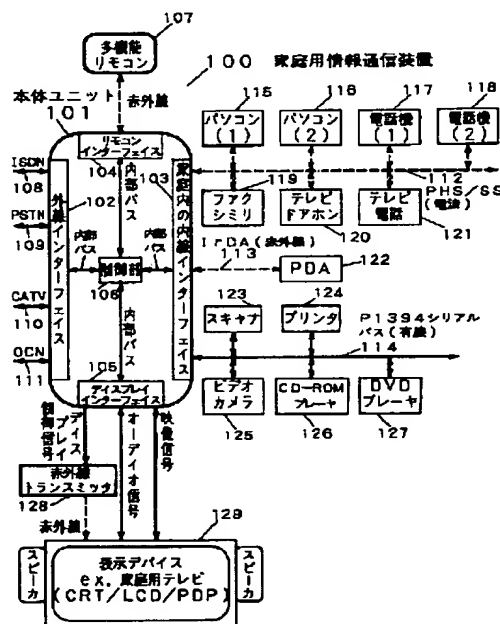 107
多機能
リモコン
100 家庭用情報通信装置
本体ユニット
101
赤外線
115
116
117
118
パソコン
(1)
パソコン
(2)
電話機
(1)
電話機
(2)
リモコン
インターフェイス
104
103
ISDN
108
102
外線インターフェイス
内部バス
家庭内の内線インターフェイス
112
PHS/SS
(電波)
119
ファク
シミリ
テレビ
ドアホン
120
テレビ
電話
121
PSTN
109
内部
バス
制御部
106
内部
バス
IrDA(赤外線)
113
PDA
122
CATV
110
内部バス
123
スキャナ
124
プリンタ
P1394シリアル
バス(有線)
114
OCN
111
105
ディスプレイ
インターフェイス
ビデオ
カメラ
125
CD-ROM
プレーヤ
126
DVD
プレーヤ
127
ディスプレイ
制御信号
オーディオ信号
映像信号
赤外線
トランスミッタ
128
赤外線
129
スピーカ
表示デバイス
ex. 家庭用テレビ
(CRT/LCD/PDP)
スピーカ